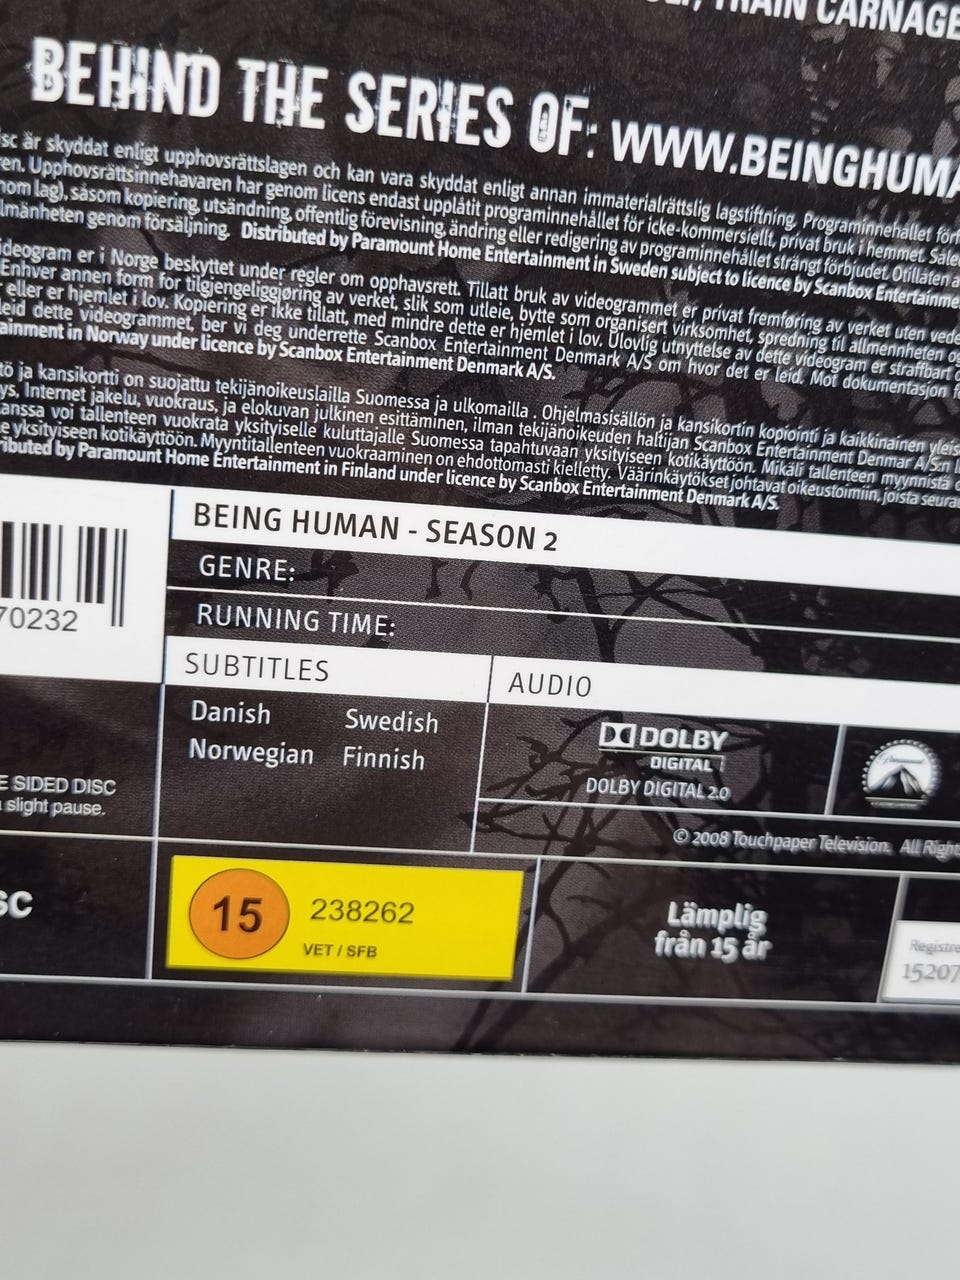 TRAIN CARNAGE
BEHIND THE SERIES OF: WWW.BEINGHUMA
isc är skyddat enligt upphovsrättslagen och kan vara skyddat enligt annan immaterialrättslig lagstiftning. Programinnehållet för
ren. Upphovsrättsinnehavaren har genom licens endast upplåtit programinnehållet för icke-kommersiellt, privat bruk i hemmet.
nom lag), såsom kopiering, utsändning, offentlig förevisning, ändring eller redigering av programinnehållet strängt förbjudet. Otillåten
lmänheten genom försäljning. Distributed by Paramount Home Entertainment in Sweden subject to licence by Scanbox Entertainme
ideogram er i Norge beskyttet under regler om opphavsrett. Tillatt bruk av videogrammet er privat fremføring av verket uten vede
Enhver annen form for tilgjengeliggjøring av verket, slik som utleie, bytte som organisert virksomhet, spredning til allmennheten
eller er hjemlet i lov. Kopiering er ikke tillatt, med mindre dette er hjemlet i lov. Ulovlig utnyttelse av dette videogram er straffbart
leid dette videogrammet, ber vi deg underrette Scanbox Entertainment Denmark A/S om hvor det er leid. Mot dokumentasjon
ainment in Norway under licence by Scanbox Entertainment Denmark A/S.
tö ja kansikortti on suojattu tekijänoikeuslailla Suomessa ja ulkomailla . Ohjelmasisällön ja kansikortin kopiointi ja kaikkinainen yleis
ys, Internet jakelu, vuokraus, ja elokuvan julkinen esittäminen, ilman tekijänoikeuden haltijan Scanbox Entertainment Denmar A/S:n
anssa voi tallenteen vuokrata yksityiselle kuluttajalle Suomessa tapahtuvaan yksityiseen kotikäyttöön. Mikäli tallenteen myynnistä
e yksityiseen kotikäyttöön. Myyntitallenteen vuokraaminen on ehdottomasti kielletty. Väärinkäytökset johtavat oikeustoimiin, joista seura
ributed by Paramount Home Entertainment in Finland under licence by Scanbox Entertainment Denmark A/S.
BEING HUMAN - SEASON 2
GENRE:
70232
RUNNING TIME:
SUBTITLES
AUDIO
Danish Swedish
Norwegian Finnish
DOLBY
DIGITAL
DOLBY DIGITAL 2.0
Paramount
E SIDED DISC
slight pause.
© 2008 Touchpaper Television. All Right
SC
15
238262
VET / SFB
Lämplig
från 15 år
Registre
15207